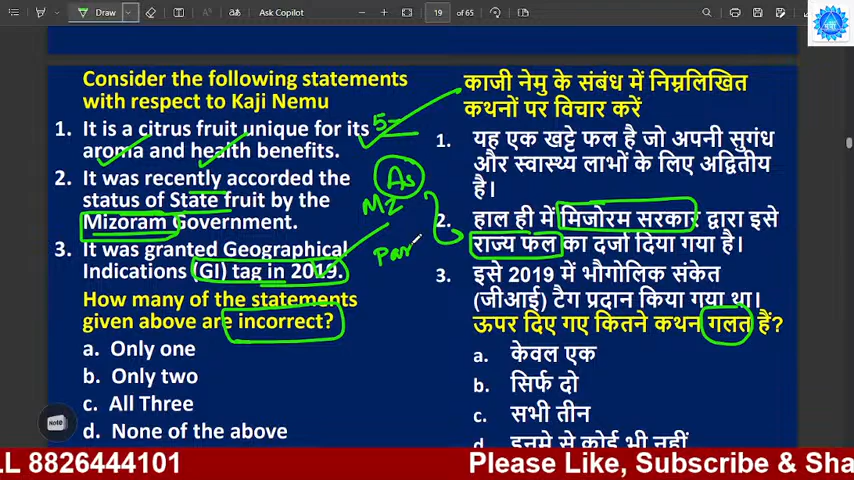 Draw
Ask Copilot
19 of 65
Consider the following statements
with respect to Kaji Nemu
1. It is a citrus fruit unique for its
aroma and health benefits.
2. It was recently accorded the
status of State fruit by the
Mizoram Government.
3. It was granted Geographical
Indications (GI) tag in 2019.
How many of the statements
given above are incorrect?
a. Only one
b. Only two
c. All Three
d. None of the above
5-
As
MZ
Par
काजी नेमु के संबंध में निम्नलिखित
कथनों पर विचार करें
1. यह एक खट्टे फल है जो अपनी सुगंध
और स्वास्थ्य लाभों के लिए अद्वितीय
है।
2. हाल ही में मिजोरम सरकार द्वारा इसे
राज्य फल का दर्जा दिया गया है।
3. इसे 2019 में भौगोलिक संकेत
(जीआई) टैग प्रदान किया गया था।
ऊपर दिए गए कितने कथन गलत हैं?
a. केवल एक
b. सिर्फ दो
c. सभी तीन
d. इनमे से कोई भी नहीं
Note
LL 8826444101
Please Like, Subscribe & Sha